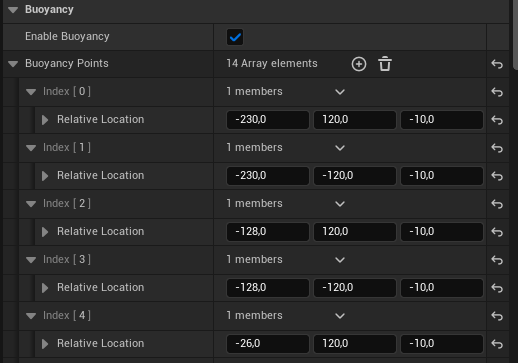 Buoyancy
Enable Buoyancy
Buoyancy Points 14 Array elements
Index [ 0 ] 1 members
Relative Location -230,0 120,0 -10,0
Index [ 1 ] 1 members
Relative Location -230,0 -120,0 -10,0
Index [ 2 ] 1 members
Relative Location -128,0 120,0 -10,0
Index [ 3 ] 1 members
Relative Location -128,0 -120,0 -10,0
Index [ 4 ] 1 members
Relative Location -26,0 120,0 -10,0